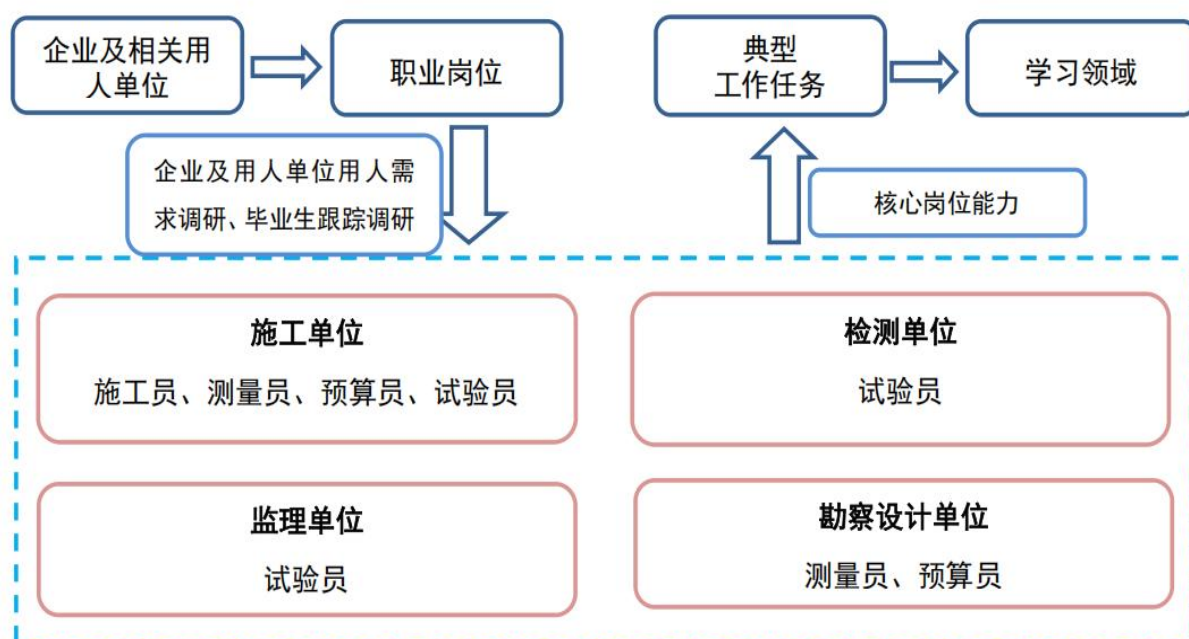 企业及相关用
人单位
职业岗位
典型
工作任务
学习领域
企业及用人单位用人需
求调研、毕业生跟踪调研
核心岗位能力
施工单位
施工员、测量员、预算员、试验员
检测单位
试验员
监理单位
试验员
勘察设计单位
测量员、预算员